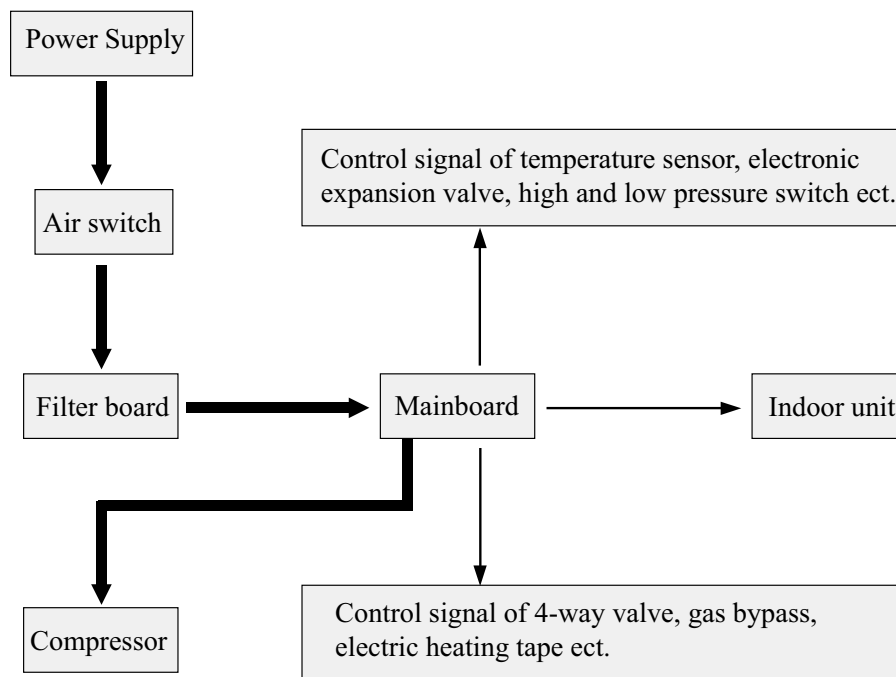 Power Supply
Control signal of temperature sensor, electronic
expansion valve, high and low pressure switch ect.
Air switch
Filter board
Mainboard
Indoor unit
Compressor
Control signal of 4-way valve, gas bypass,
electric heating tape ect.